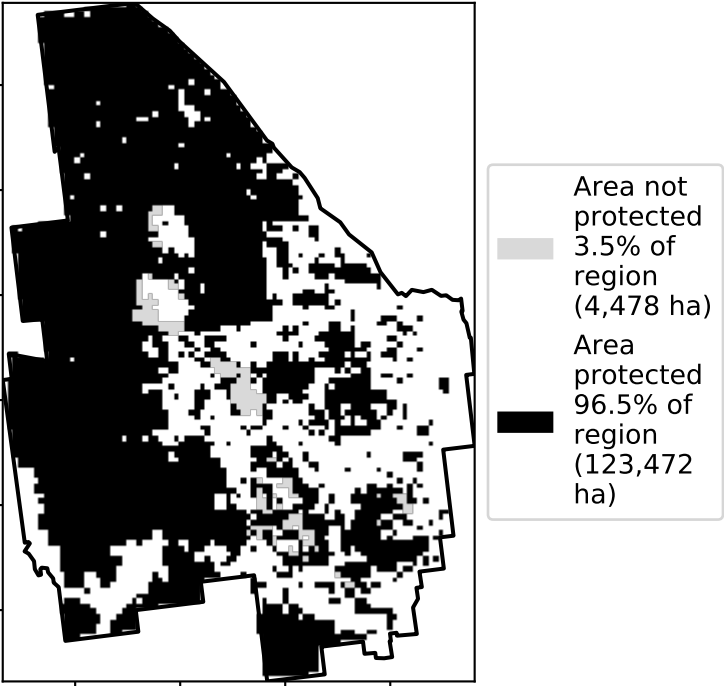 Area not
protected
3.5% of
region
(4,478 ha)
Area
protected
96.5% of
region
(123,472
ha)